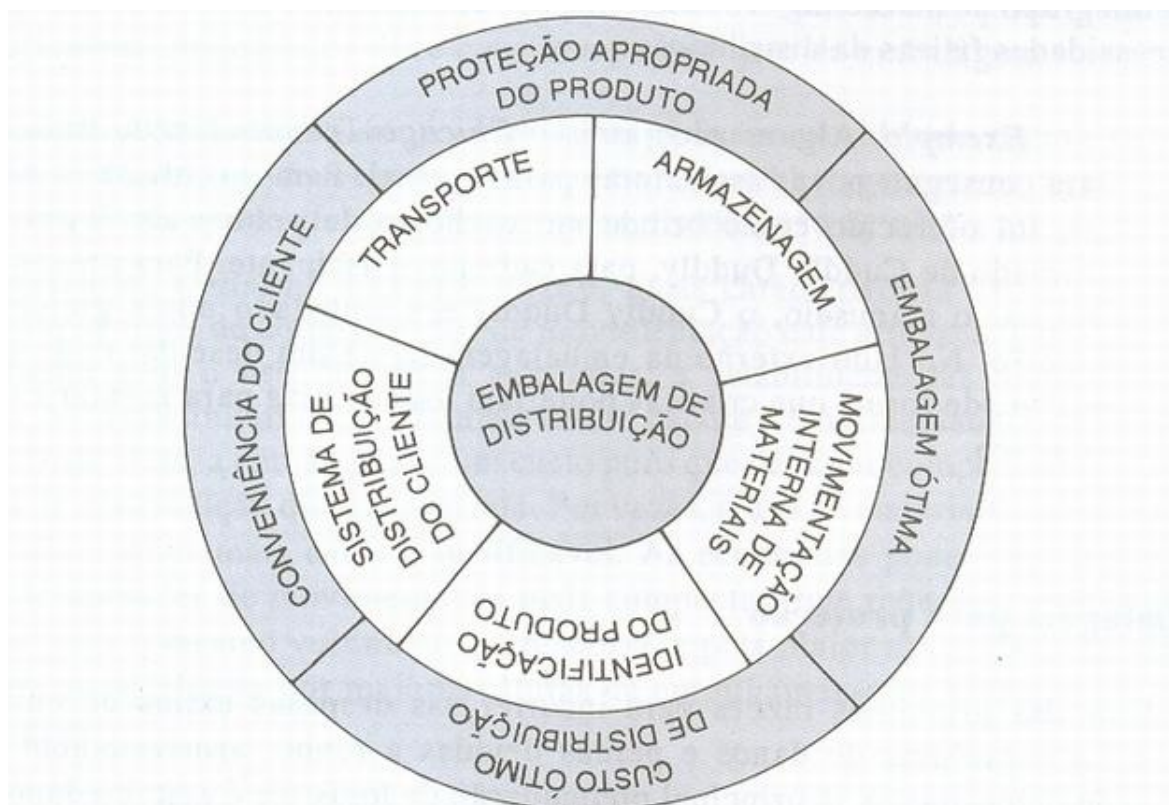 PROTEÇÃO APROPRIADA
DO PRODUTO
EMBALAGEM ÓTIMA
CUSTO ÓTIMO
DE DISTRIBUIÇÃO
CONVENIÊNCIA DO CLIENTE
TRANSPORTE
ARMAZENAGEM
MOVIMENTAÇÃO
INTERNA DE
MATERIAIS
IDENTIFICAÇÃO
DO PRODUTO
SISTEMA DE
DISTRIBUIÇÃO
DO CLIENTE
EMBALAGEM DE
DISTRIBUIÇÃO